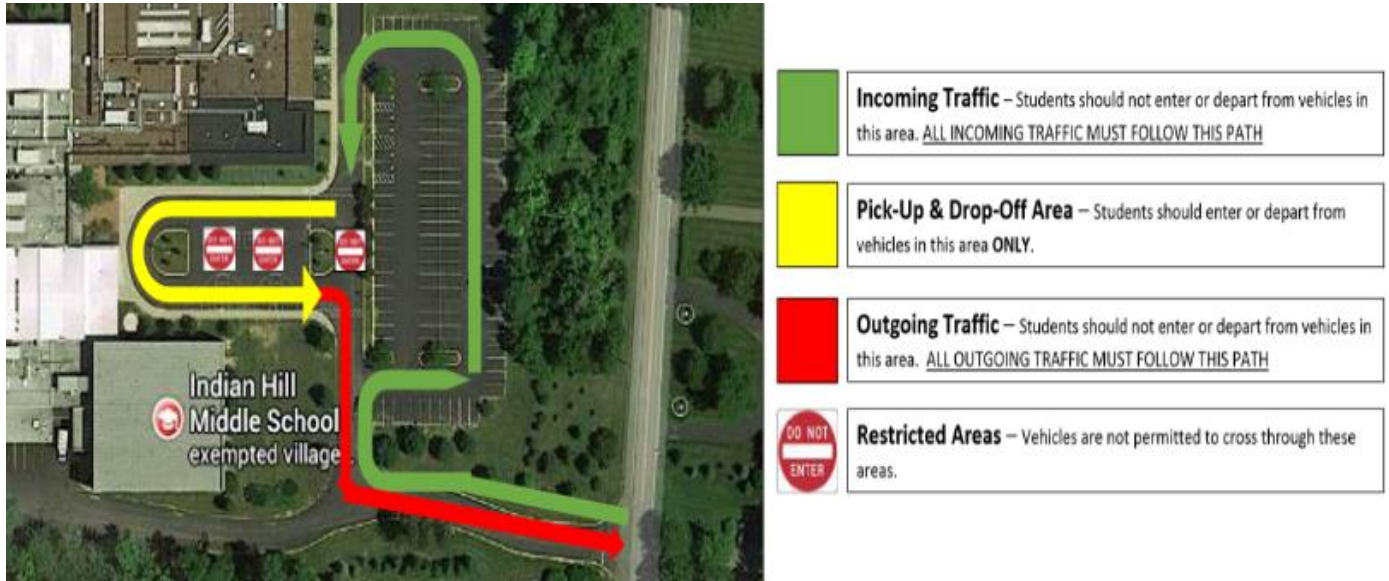 Indian Hill
Middle School
exempted village
DO NOT
ENTER
DO NOT
ENTER
DO NOT
ENTER
Incoming Traffic – Students should not enter or depart from vehicles in
this area. ALL INCOMING TRAFFIC MUST FOLLOW THIS PATH
Pick-Up & Drop-Off Area – Students should enter or depart from
vehicles in this area ONLY.
Outgoing Traffic – Students should not enter or depart from vehicles in
this area. ALL OUTGOING TRAFFIC MUST FOLLOW THIS PATH
DO NOT
ENTER
Restricted Areas – Vehicles are not permitted to cross through these
areas.